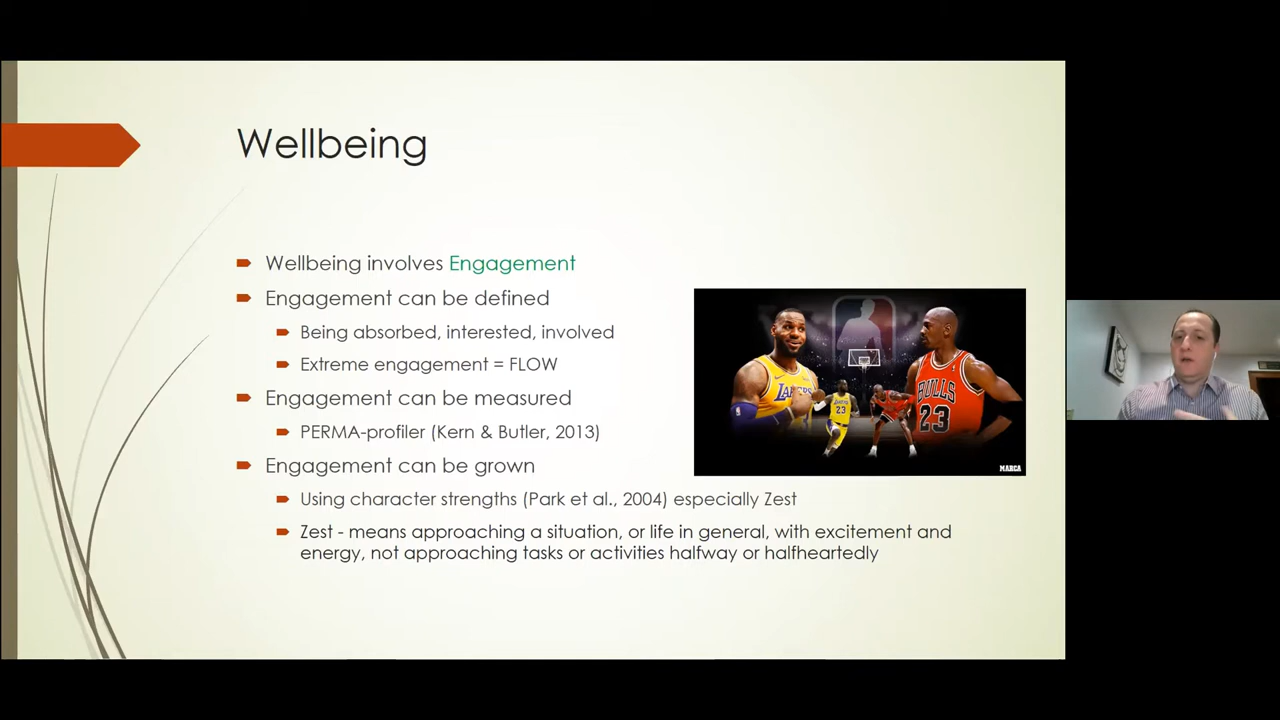 Wellbeing
Wellbeing involves Engagement
Engagement can be defined
Being absorbed, interested, involved
Extreme engagement = FLOW
Engagement can be measured
PERMA-profiler (Kern & Butler, 2013)
Engagement can be grown
Using character strengths (Park et al., 2004) especially Zest
Zest - means approaching a situation, or life in general, with excitement and
energy, not approaching tasks or activities halfway or halfheartedly
LAKERS
23
BULLS
23
MARCA